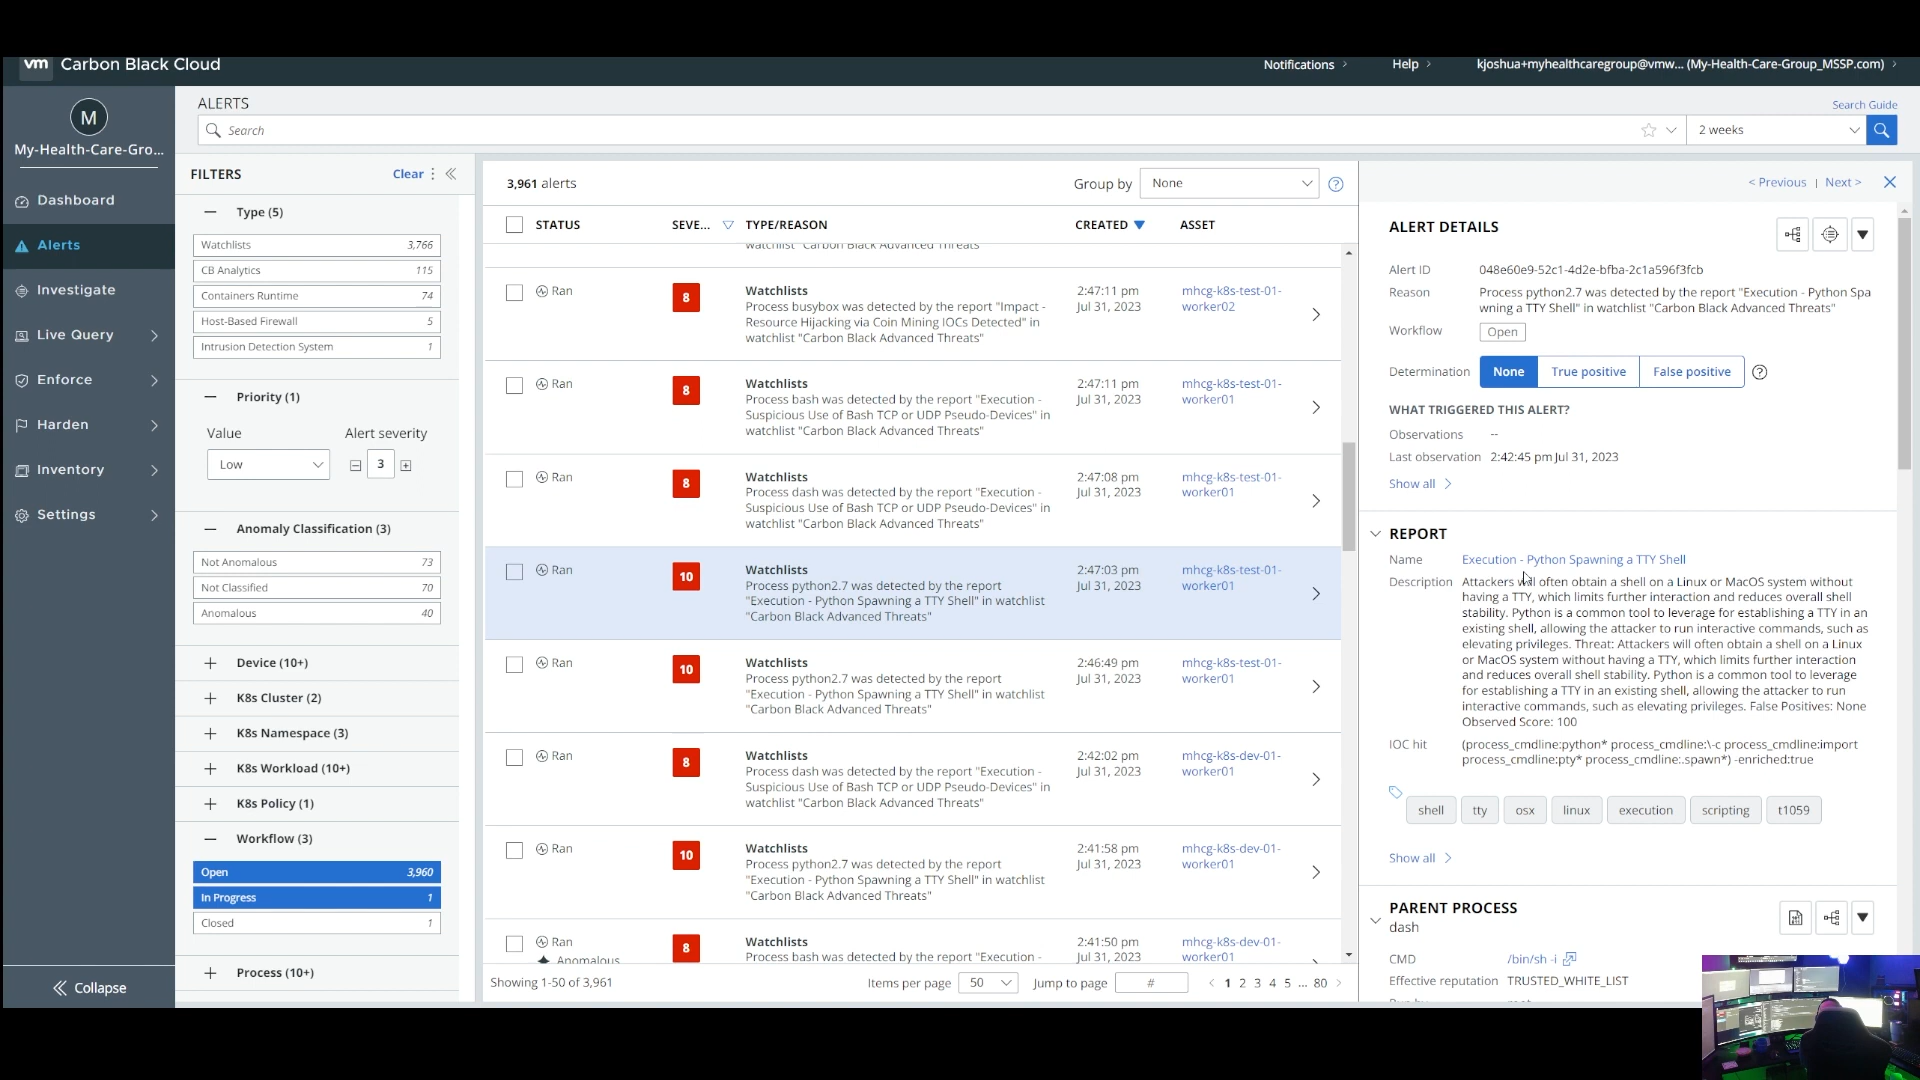 vm Carbon Black Cloud
Notifications
Help
kjoshua+myhealthcaregroup@vmw... (My-Health-Care-Group_MSSP.com)
M
My-Health-Care-Gro...
Dashboard
Alerts
Investigate
Live Query
Enforce
Harden
Inventory
Settings
Collapse
ALERTS
Search Guide
Search
2 weeks
FILTERS
Clear
Type (5)
Watchlists 3,766
CB Analytics 115
Containers Runtime 74
Host-Based Firewall 5
Intrusion Detection System 1
Priority (1)
Value Alert severity
Low 3
Anomaly Classification (3)
Not Anomalous 73
Not Classified 70
Anomalous 40
Device (10+)
K8s Cluster (2)
K8s Namespace (3)
K8s Workload (10+)
K8s Policy (1)
Workflow (3)
Open 3,960
In Progress 1
Closed 1
Process (10+)
3,961 alerts
Group by None
STATUS SEVE... TYPE/REASON CREATED ASSET
watchlist "Carbon Black Advanced Threats"
Ran 8 Watchlists 2:47:11 pm mhcg-k8s-test-01-
Process busybox was detected by the report "Impact - Jul 31, 2023 worker02
Resource Hijacking via Coin Mining IOCs Detected" in
watchlist "Carbon Black Advanced Threats"
Ran 8 Watchlists 2:47:11 pm mhcg-k8s-test-01-
Process bash was detected by the report "Execution - Jul 31, 2023 worker01
Suspicious Use of Bash TCP or UDP Pseudo-Devices" in
watchlist "Carbon Black Advanced Threats"
Ran 8 Watchlists 2:47:08 pm mhcg-k8s-test-01-
Process dash was detected by the report "Execution - Jul 31, 2023 worker01
Suspicious Use of Bash TCP or UDP Pseudo-Devices" in
watchlist "Carbon Black Advanced Threats"
Ran 10 Watchlists 2:47:03 pm mhcg-k8s-test-01-
Process python2.7 was detected by the report Jul 31, 2023 worker01
"Execution - Python Spawning a TTY Shell" in watchlist
"Carbon Black Advanced Threats"
Ran 10 Watchlists 2:46:49 pm mhcg-k8s-test-01-
Process python2.7 was detected by the report Jul 31, 2023 worker01
"Execution - Python Spawning a TTY Shell" in watchlist
"Carbon Black Advanced Threats"
Ran 8 Watchlists 2:42:02 pm mhcg-k8s-dev-01-
Process dash was detected by the report "Execution - Jul 31, 2023 worker01
Suspicious Use of Bash TCP or UDP Pseudo-Devices" in
watchlist "Carbon Black Advanced Threats"
Ran 10 Watchlists 2:41:58 pm mhcg-k8s-dev-01-
Process python2.7 was detected by the report Jul 31, 2023 worker01
"Execution - Python Spawning a TTY Shell" in watchlist
"Carbon Black Advanced Threats"
Ran 8 Watchlists 2:41:50 pm mhcg-k8s-dev-01-
Anomalous Process bash was detected by the report "Execution - Jul 31, 2023 worker01
Showing 1-50 of 3,961
Items per page 50 Jump to page # < 1 2 3 4 5 ... 80 >
< Previous | Next >
ALERT DETAILS
Alert ID 048e60e9-52c1-4d2e-bfba-2c1a596f3fcb
Reason Process python2.7 was detected by the report "Execution - Python Spa
wning a TTY Shell" in watchlist "Carbon Black Advanced Threats"
Workflow Open
Determination None True positive False positive
WHAT TRIGGERED THIS ALERT?
Observations --
Last observation 2:42:45 pm Jul 31, 2023
Show all
REPORT
Name Execution - Python Spawning a TTY Shell
Description Attackers will often obtain a shell on a Linux or MacOS system without
having a TTY, which limits further interaction and reduces overall shell
stability. Python is a common tool to leverage for establishing a TTY in an
existing shell, allowing the attacker to run interactive commands, such as
elevating privileges. Threat: Attackers will often obtain a shell on a Linux
or MacOS system without having a TTY, which limits further interaction
and reduces overall shell stability. Python is a common tool to leverage
for establishing a TTY in an existing shell, allowing the attacker to run
interactive commands, such as elevating privileges. False Positives: None
Observed Score: 100
IOC hit (process_cmdline:python* process_cmdline:\-c process_cmdline:import
process_cmdline:pty* process_cmdline:.spawn*) -enriched:true
shell tty osx linux execution scripting t1059
Show all
PARENT PROCESS
dash
CMD /bin/sh -i
Effective reputation TRUSTED_WHITE_LIST